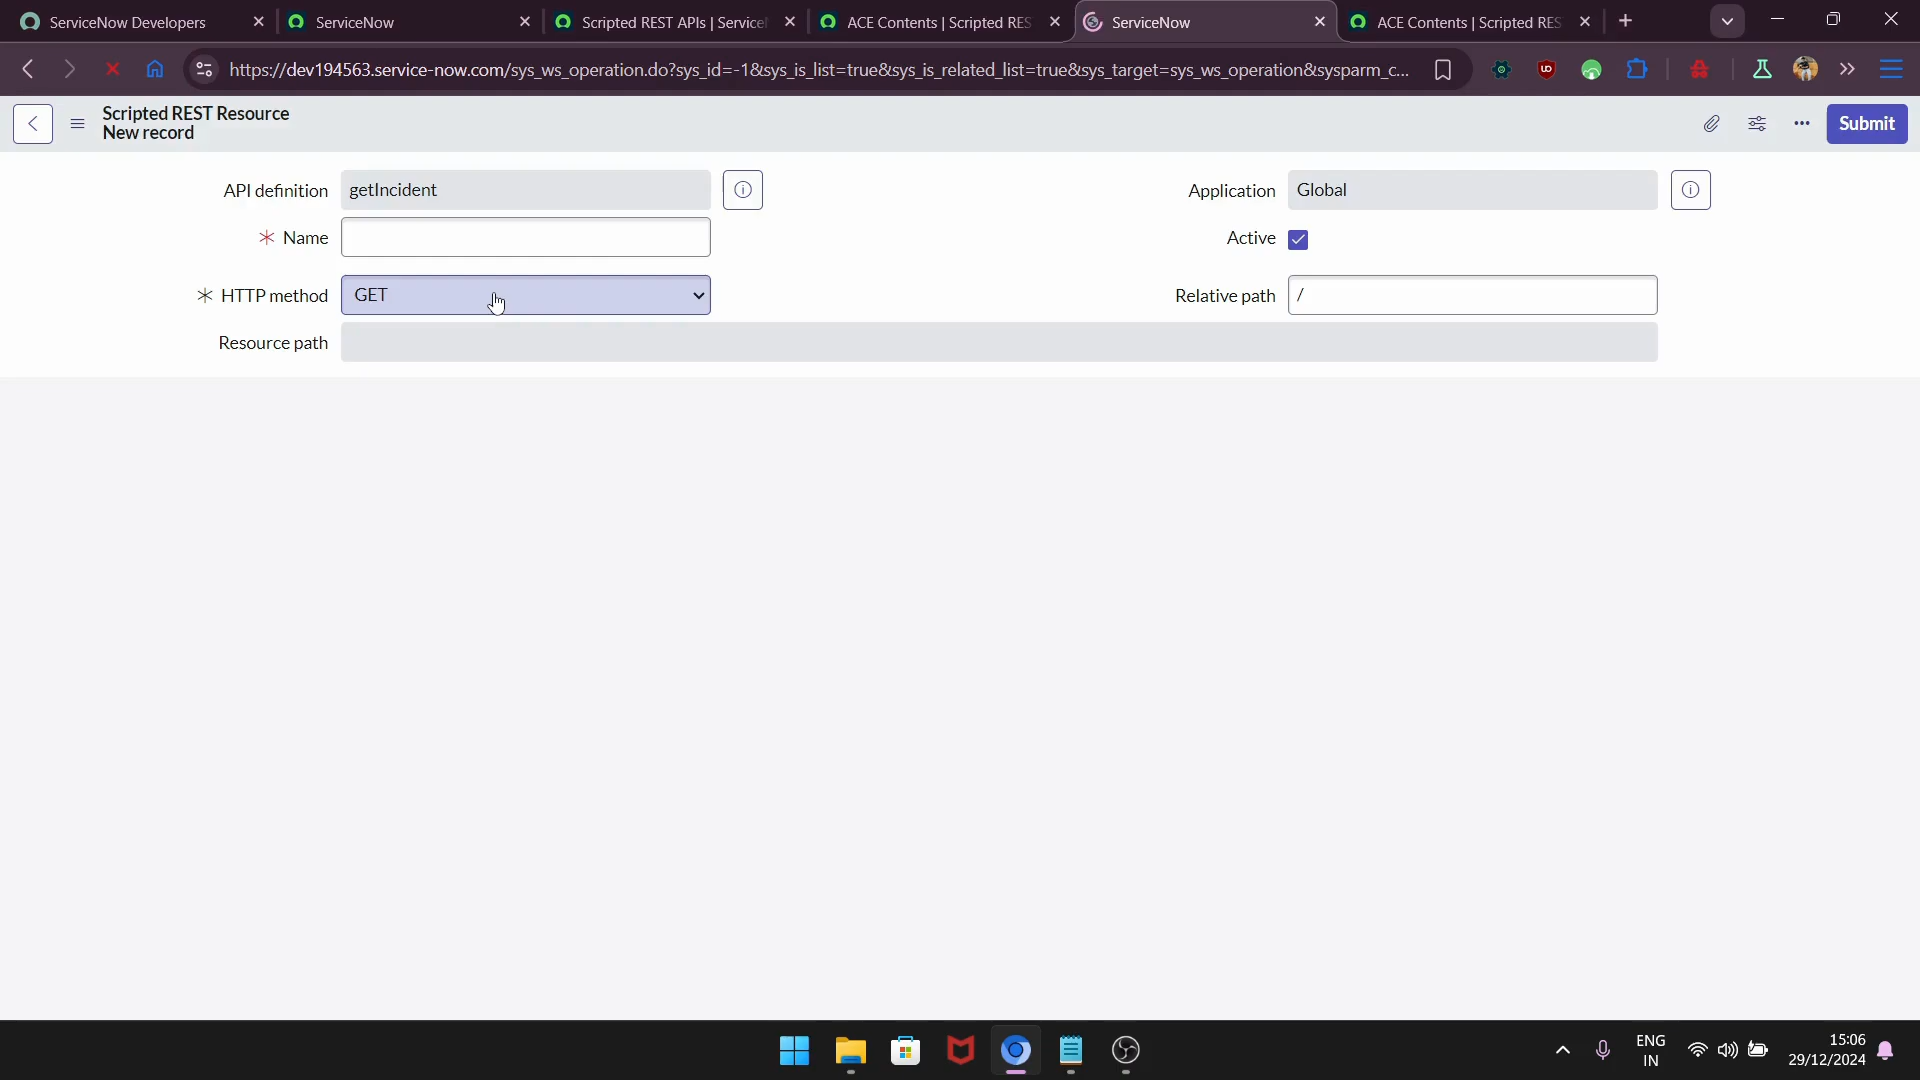 ServiceNow Developers
ServiceNow
Scripted REST APIs | Service
ACE Contents | Scripted RES
ServiceNow
ACE Contents | Scripted RES
https://dev194563.service-now.com/sys_ws_operation.do?sys_id=-1&sys_is_list=true&sys_is_related_list=true&sys_target=sys_ws_operation&sysparm_c...
Scripted REST Resource
New record
Submit
API definition
getIncident
Application
Global
Name
Active
HTTP method
GET
Relative path
/
Resource path
ENG
IN
15:06
29/12/2024